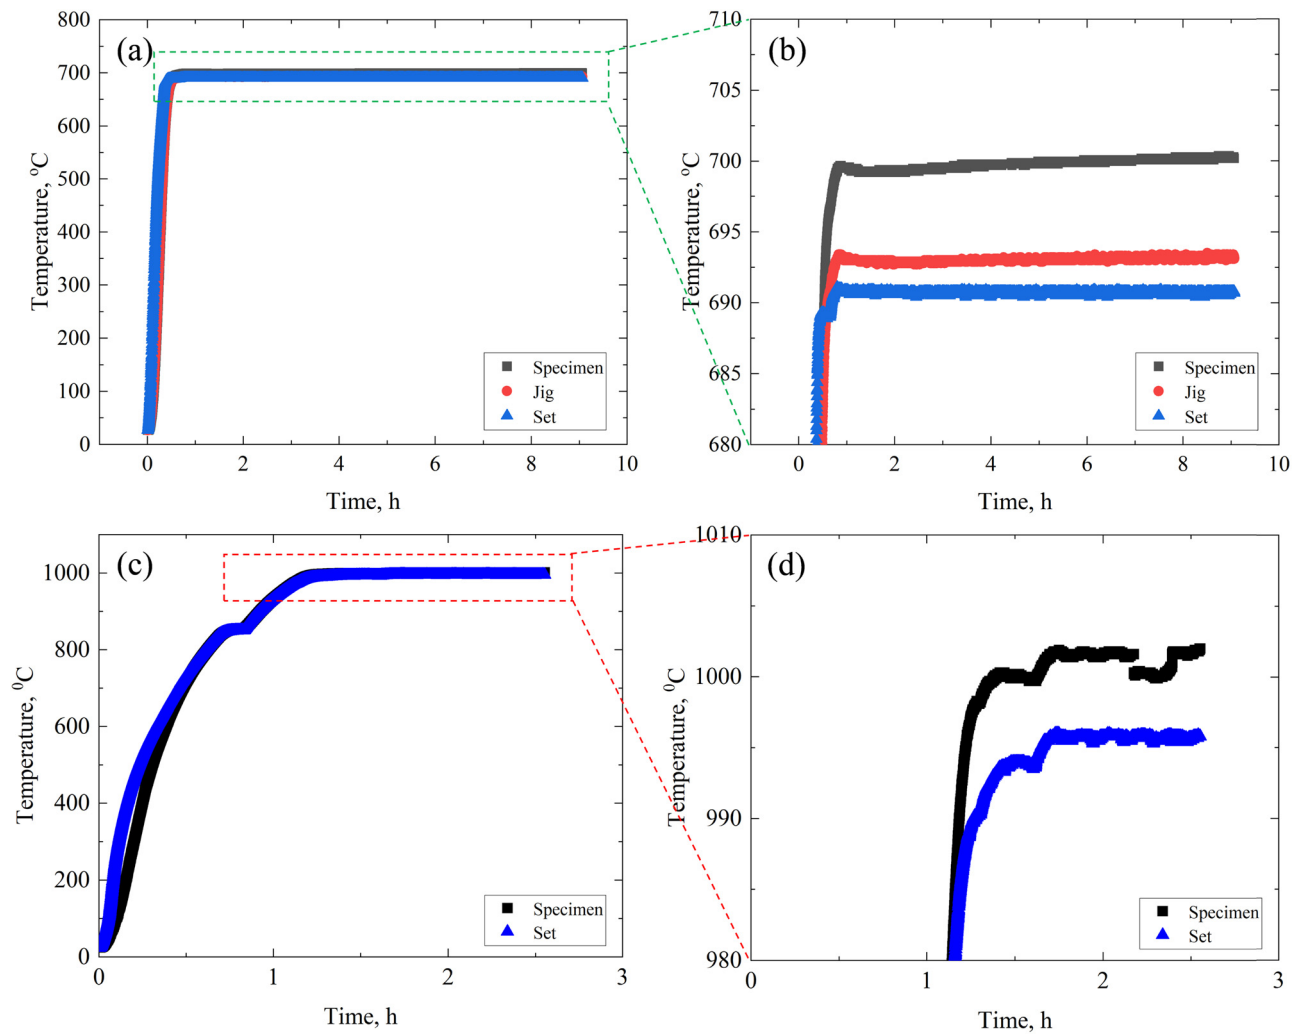 (a)
800
700
600
500
400
300
200
100
0
Temperature, °C
0 2 4 6 8 10
Time, h
Specimen
Jig
Set
(b)
710
705
700
695
690
685
680
Temperature, °C
0 2 4 6 8 10
Time, h
Specimen
Jig
Set
(c)
1000
800
600
400
200
0
Temperature, ⁰C
0 1 2 3
Time, h
Specimen
Set
(d)
1010
1000
990
980
Temperature, ⁰C
0 1 2 3
Time, h
Specimen
Set